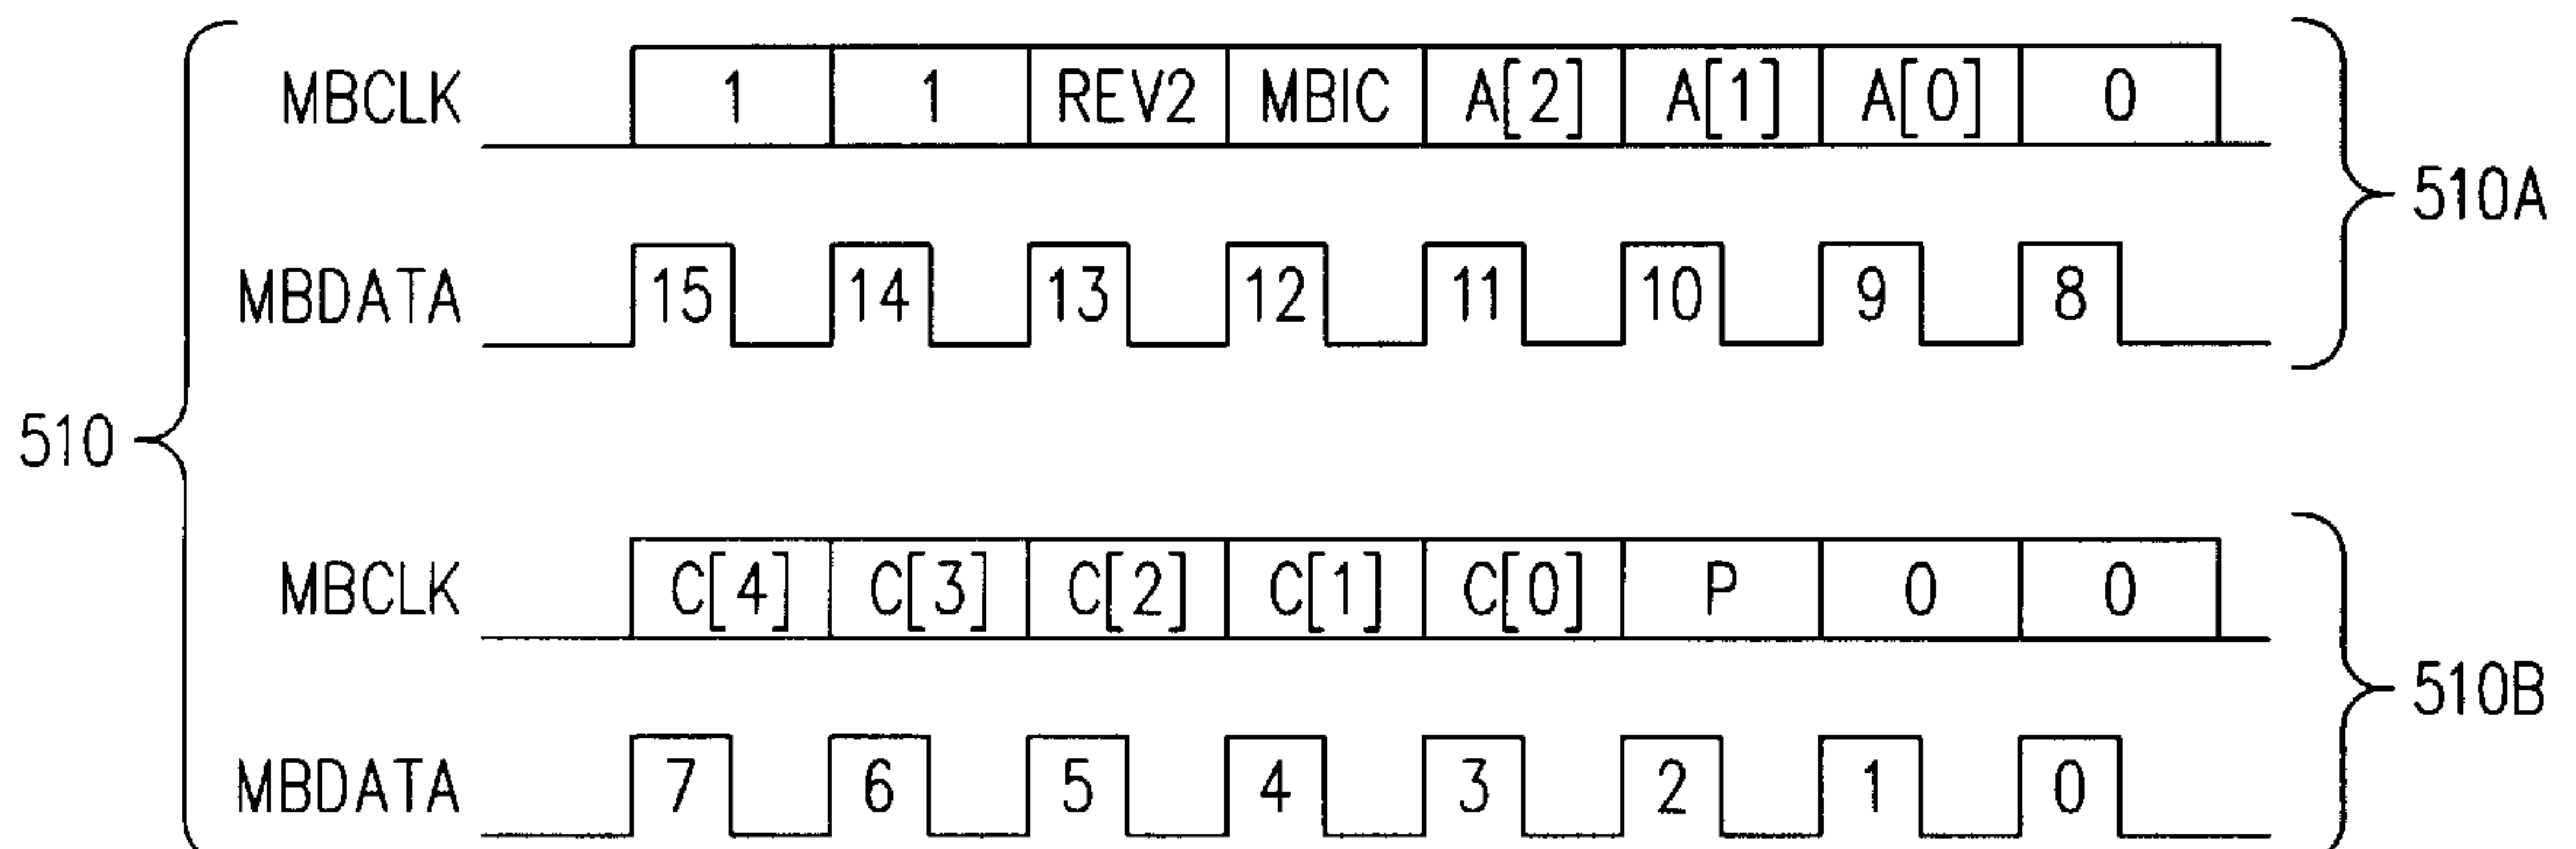 MBCLK 1 1 REV2 MBIC A[2] A[1] A[0] 0
510A
MBDATA 15 14 13 12 11 10 9 8
510
MBCLK C[4] C[3] C[2] C[1] C[0] P 0 0
510B
MBDATA 7 6 5 4 3 2 1 0